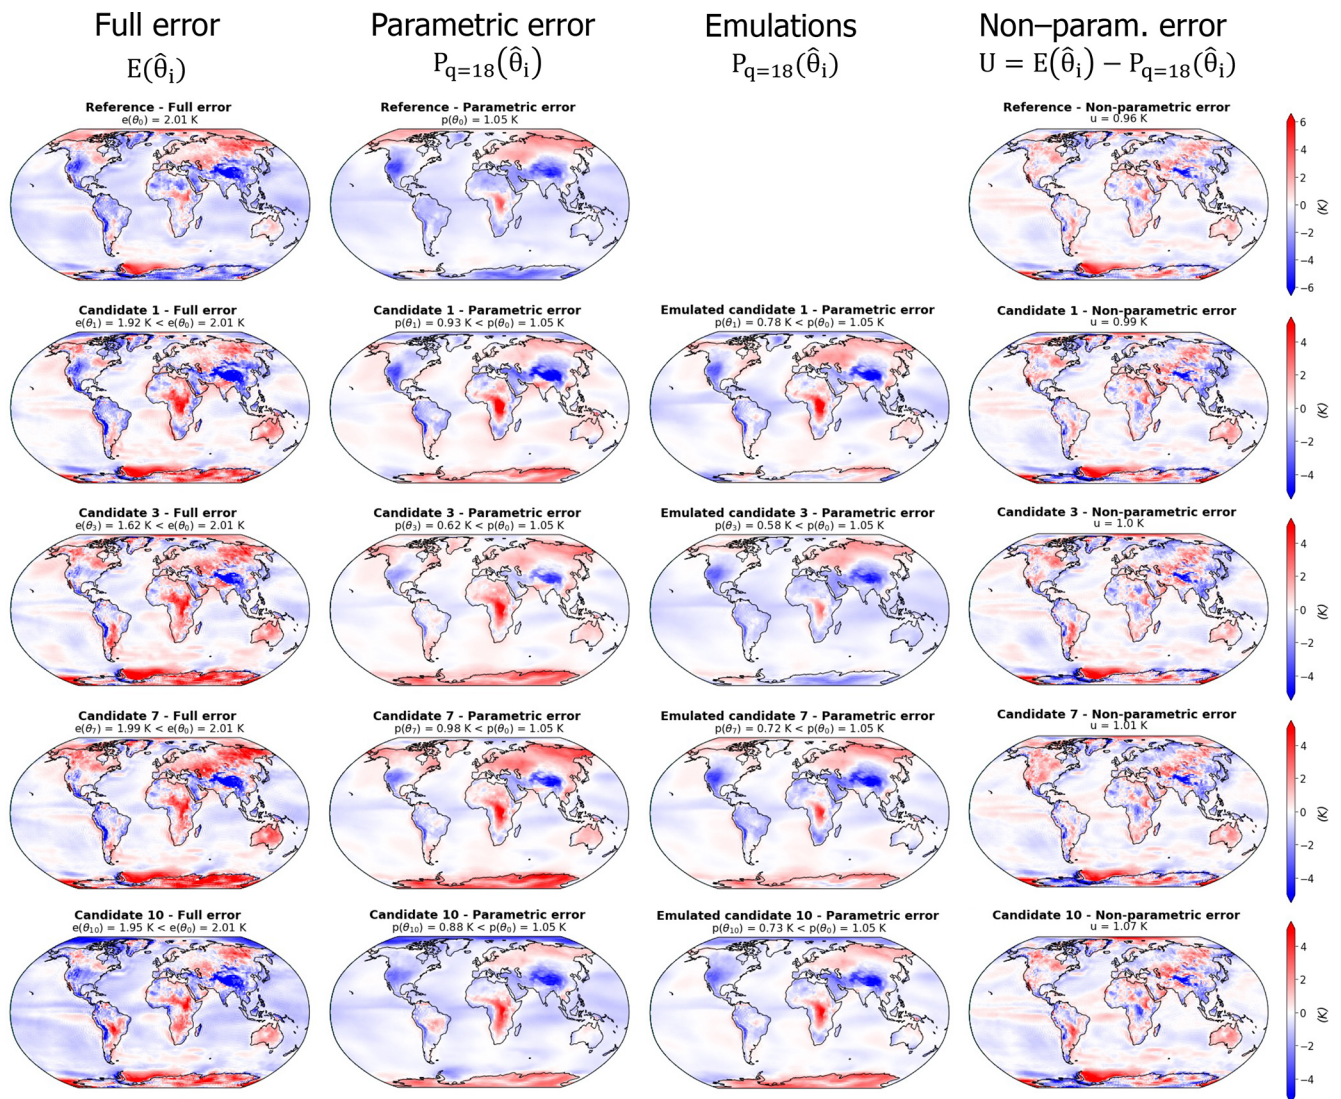 Full error
Parametric error
Emulations
Non–param. error
E(θ̂ᵢ)
P_q=18(θ̂ᵢ)
P_q=18(θ̂ᵢ)
U = E(θ̂ᵢ) − P_q=18(θ̂ᵢ)
Reference - Full error
e(θ₀) = 2.01 K
Reference - Parametric error
p(θ₀) = 1.05 K
Reference - Non-parametric error
u = 0.96 K
6
4
2
0
−2
−4
−6
(K)
Candidate 1 - Full error
e(θ₁) = 1.92 K < e(θ₀) = 2.01 K
Candidate 1 - Parametric error
p(θ₁) = 0.93 K < p(θ₀) = 1.05 K
Emulated candidate 1 - Parametric error
p(θ₁) = 0.78 K < p(θ₀) = 1.05 K
Candidate 1 - Non-parametric error
u = 0.99 K
4
2
0
−2
−4
(K)
Candidate 3 - Full error
e(θ₃) = 1.62 K < e(θ₀) = 2.01 K
Candidate 3 - Parametric error
p(θ₃) = 0.62 K < p(θ₀) = 1.05 K
Emulated candidate 3 - Parametric error
p(θ₃) = 0.58 K < p(θ₀) = 1.05 K
Candidate 3 - Non-parametric error
u = 1.0 K
4
2
0
−2
−4
(K)
Candidate 7 - Full error
e(θ₇) = 1.99 K < e(θ₀) = 2.01 K
Candidate 7 - Parametric error
p(θ₇) = 0.98 K < p(θ₀) = 1.05 K
Emulated candidate 7 - Parametric error
p(θ₇) = 0.72 K < p(θ₀) = 1.05 K
Candidate 7 - Non-parametric error
u = 1.01 K
4
2
0
−2
−4
(K)
Candidate 10 - Full error
e(θ₁₀) = 1.95 K < e(θ₀) = 2.01 K
Candidate 10 - Parametric error
p(θ₁₀) = 0.88 K < p(θ₀) = 1.05 K
Emulated candidate 10 - Parametric error
p(θ₁₀) = 0.73 K < p(θ₀) = 1.05 K
Candidate 10 - Non-parametric error
u = 1.07 K
4
2
0
−2
−4
(K)